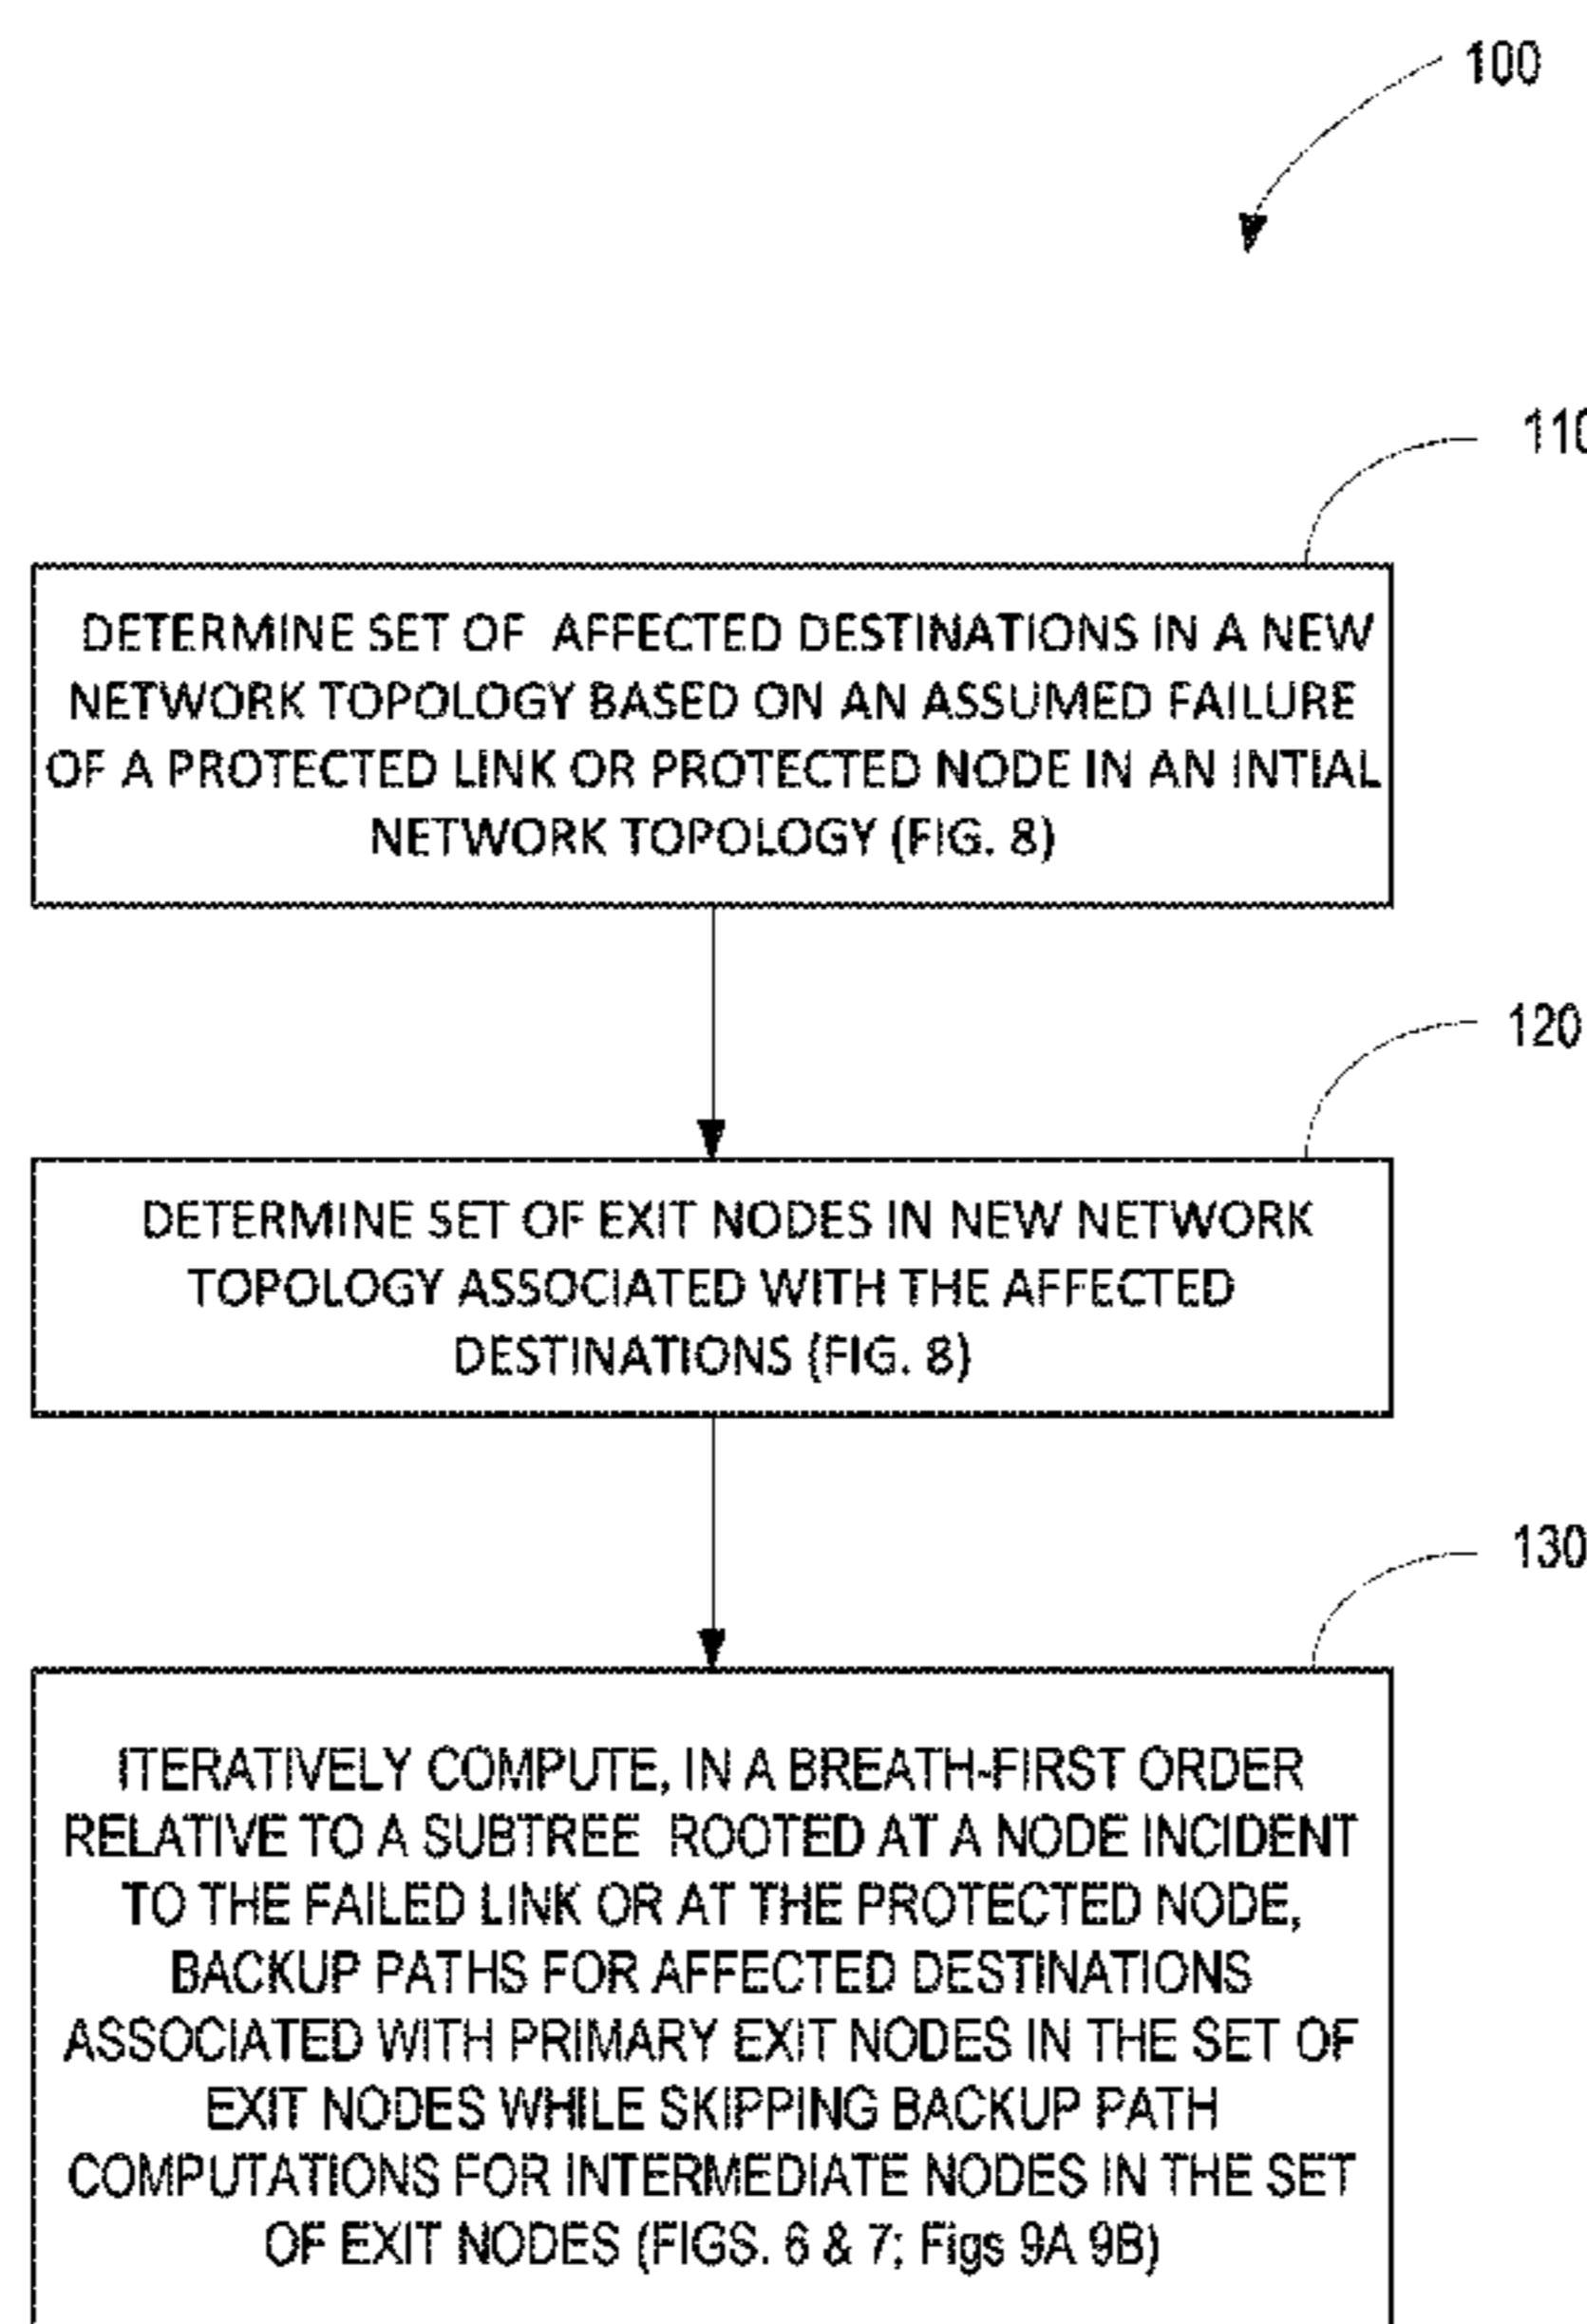 100
110
DETERMINE SET OF AFFECTED DESTINATIONS IN A NEW
NETWORK TOPOLOGY BASED ON AN ASSUMED FAILURE
OF A PROTECTED LINK OR PROTECTED NODE IN AN INTIAL
NETWORK TOPOLOGY (FIG. 8)
120
DETERMINE SET OF EXIT NODES IN NEW NETWORK
TOPOLOGY ASSOCIATED WITH THE AFFECTED
DESTINATIONS (FIG. 8)
130
ITERATIVELY COMPUTE, IN A BREATH-FIRST ORDER
RELATIVE TO A SUBTREE ROOTED AT A NODE INCIDENT
TO THE FAILED LINK OR AT THE PROTECTED NODE,
BACKUP PATHS FOR AFFECTED DESTINATIONS
ASSOCIATED WITH PRIMARY EXIT NODES IN THE SET OF
EXIT NODES WHILE SKIPPING BACKUP PATH
COMPUTATIONS FOR INTERMEDIATE NODES IN THE SET
OF EXIT NODES (FIGS. 6 & 7; Figs 9A 9B)